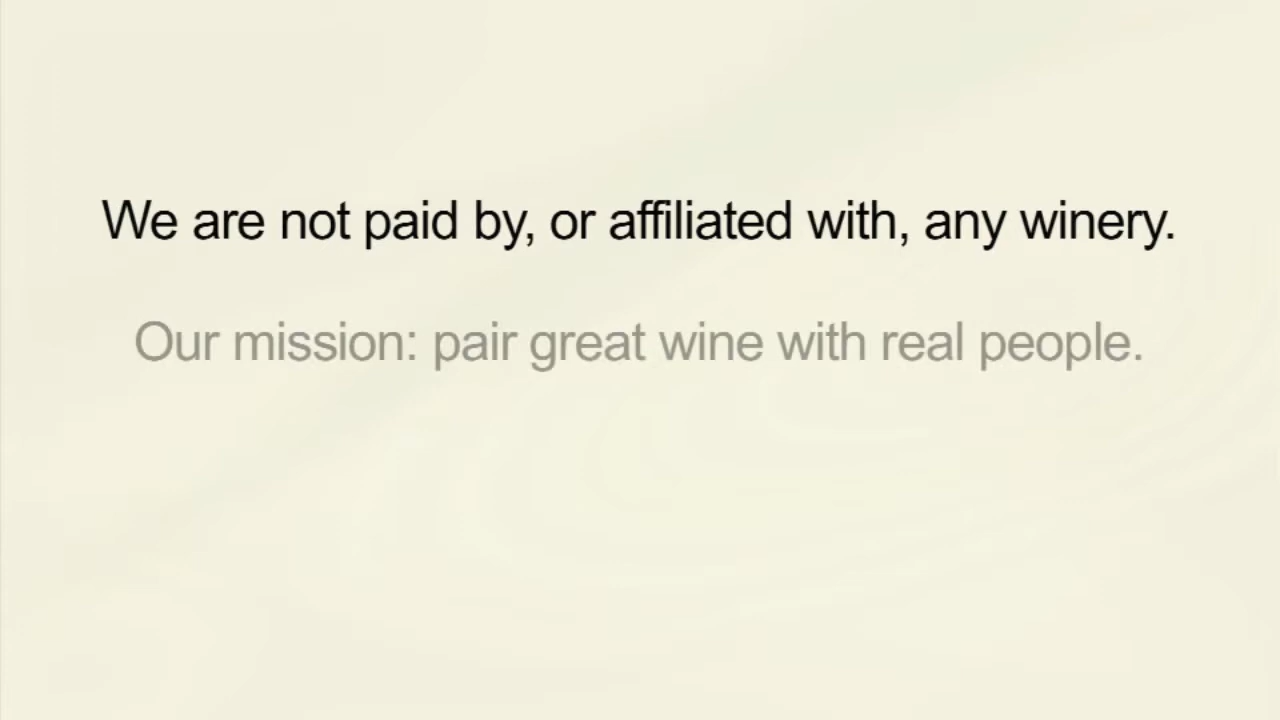 We are not paid by, or affiliated with, any winery.
Our mission: pair great wine with real people.